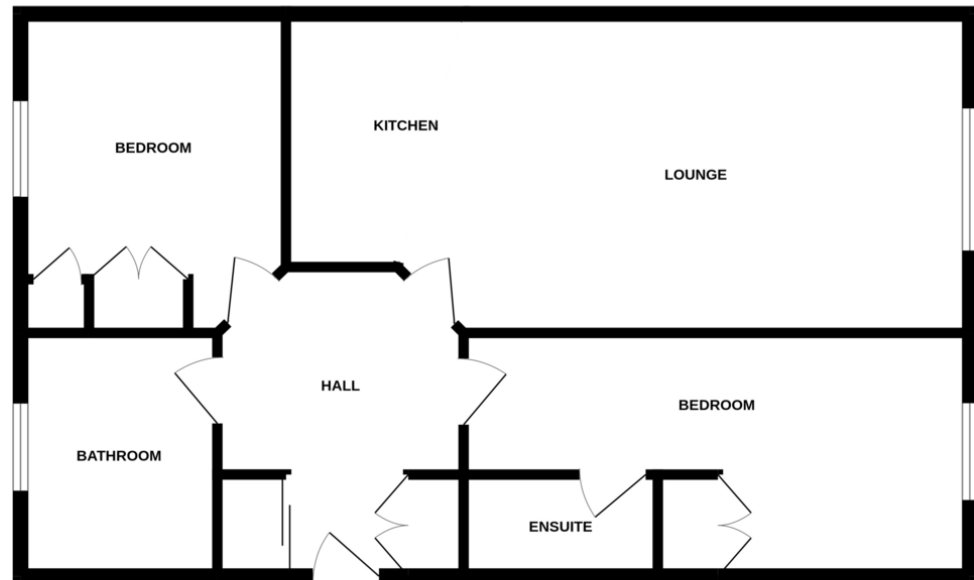 KITCHEN
BEDROOM
LOUNGE
HALL
BEDROOM
BATHROOM
ENSUITE